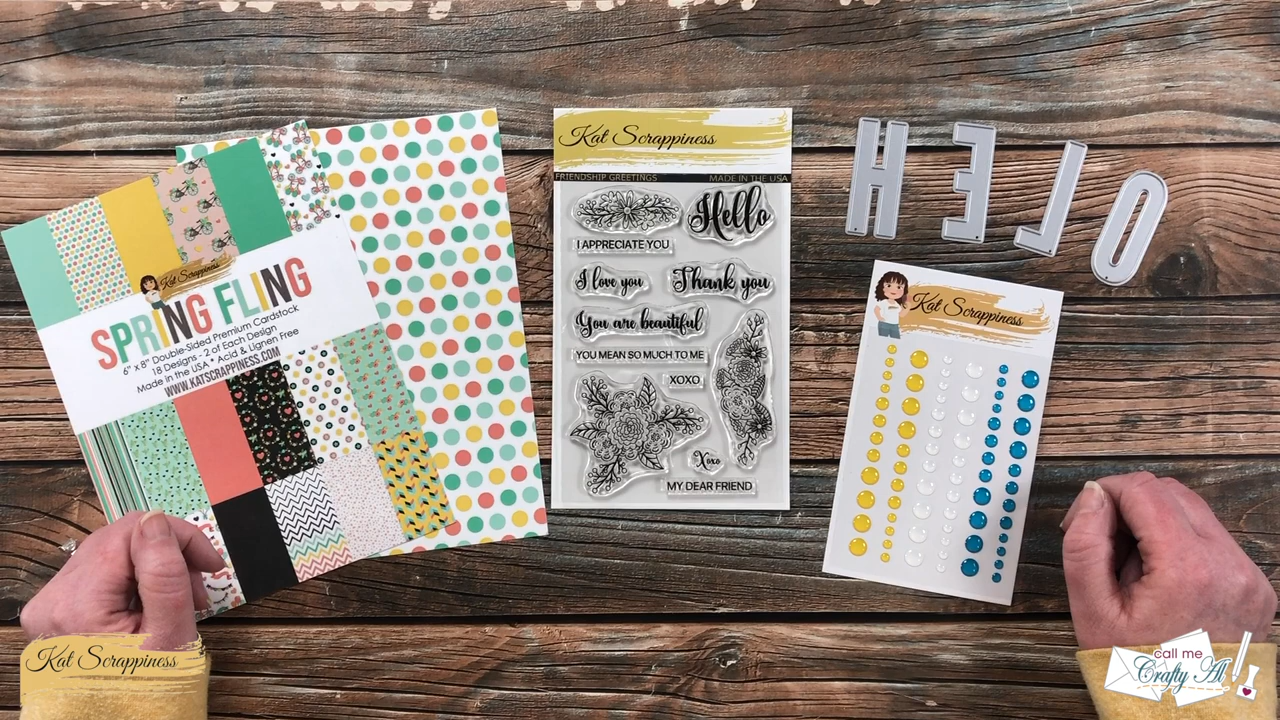 Kat Scrappiness
SPRING FLING
6" x 8" Double-Sided Premium Cardstock
18 Designs - 2 of Each Design
Made in the USA * Acid & Lignen Free
WWW.KATSCRAPPINESS.COM
Kat Scrappiness
FRIENDSHIP GREETINGS MADE IN THE USA
Hello
I APPRECIATE YOU
I love you
Thank you
You are beautiful
YOU MEAN SO MUCH TO ME
XOXO
Xoxo
MY DEAR FRIEND
HELO
Kat Scrappiness
Kat Scrappiness
call me
Crafty Al